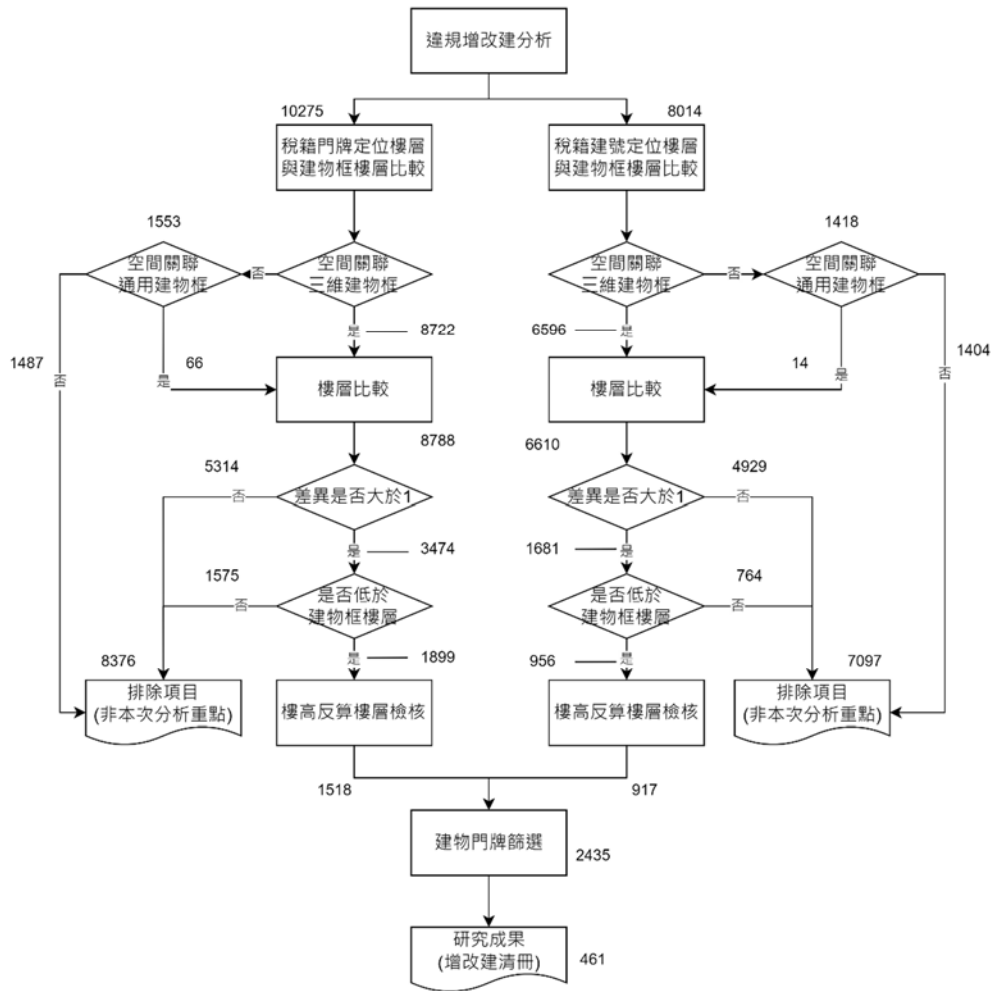 違規增改建分析
10275
8014
稅籍門牌定位樓層
與建物框樓層比較
稅籍建號定位樓層
與建物框樓層比較
1553
1418
空間關聯
通用建物框
否
空間關聯
三維建物框
空間關聯
三維建物框
否
空間關聯
通用建物框
是
8722
6596
是
1487
否
66
是
樓層比較
樓層比較
14
是
1404
否
8788
6610
5314
否
差異是否大於1
差異是否大於1
4929
否
是
3474
1681
是
1575
否
是否低於
建物框樓層
是否低於
建物框樓層
764
否
是
1899
956
是
8376
7097
排除項目
(非本次分析重點)
樓高反算樓層檢核
樓高反算樓層檢核
排除項目
(非本次分析重點)
1518
917
建物門牌篩選
2435
研究成果
(增改建清冊)
461